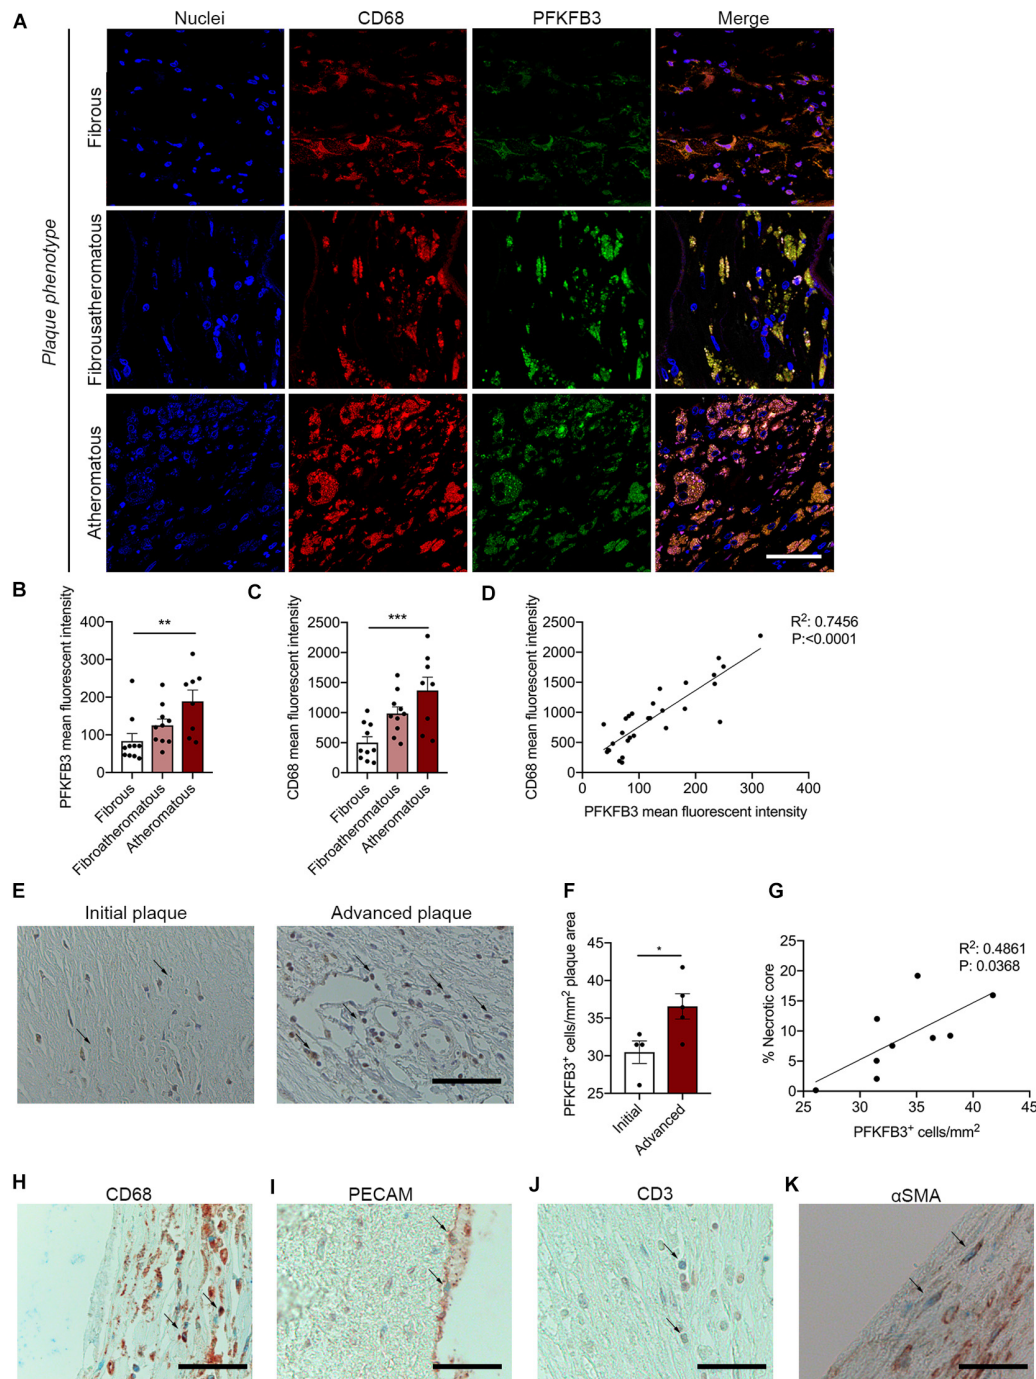 A
Nuclei CD68 PFKFB3 Merge
Plaque phenotype
Fibrous
Fibrousatheromatous
Atheromatous
B
PFKFB3 mean fluorescent intensity
400
300
200
100
0
**
Fibrous
Fibroatheromatous
Atheromatous
C
CD68 mean fluorescent intensity
2500
2000
1500
1000
500
0
***
Fibrous
Fibroatheromatous
Atheromatous
D
CD68 mean fluorescent intensity
2500
2000
1500
1000
500
0
R²: 0.7456
P:<0.0001
0 100 200 300 400
PFKFB3 mean fluorescent intensity
E
Initial plaque Advanced plaque
F
PFKFB3⁺ cells/mm² plaque area
45
40
35
30
25
*
Initial
Advanced
G
% Necrotic core
25
20
15
10
5
0
R²: 0.4861
P: 0.0368
25 30 35 40 45
PFKFB3⁺ cells/mm²
H
CD68
I
PECAM
J
CD3
K
αSMA